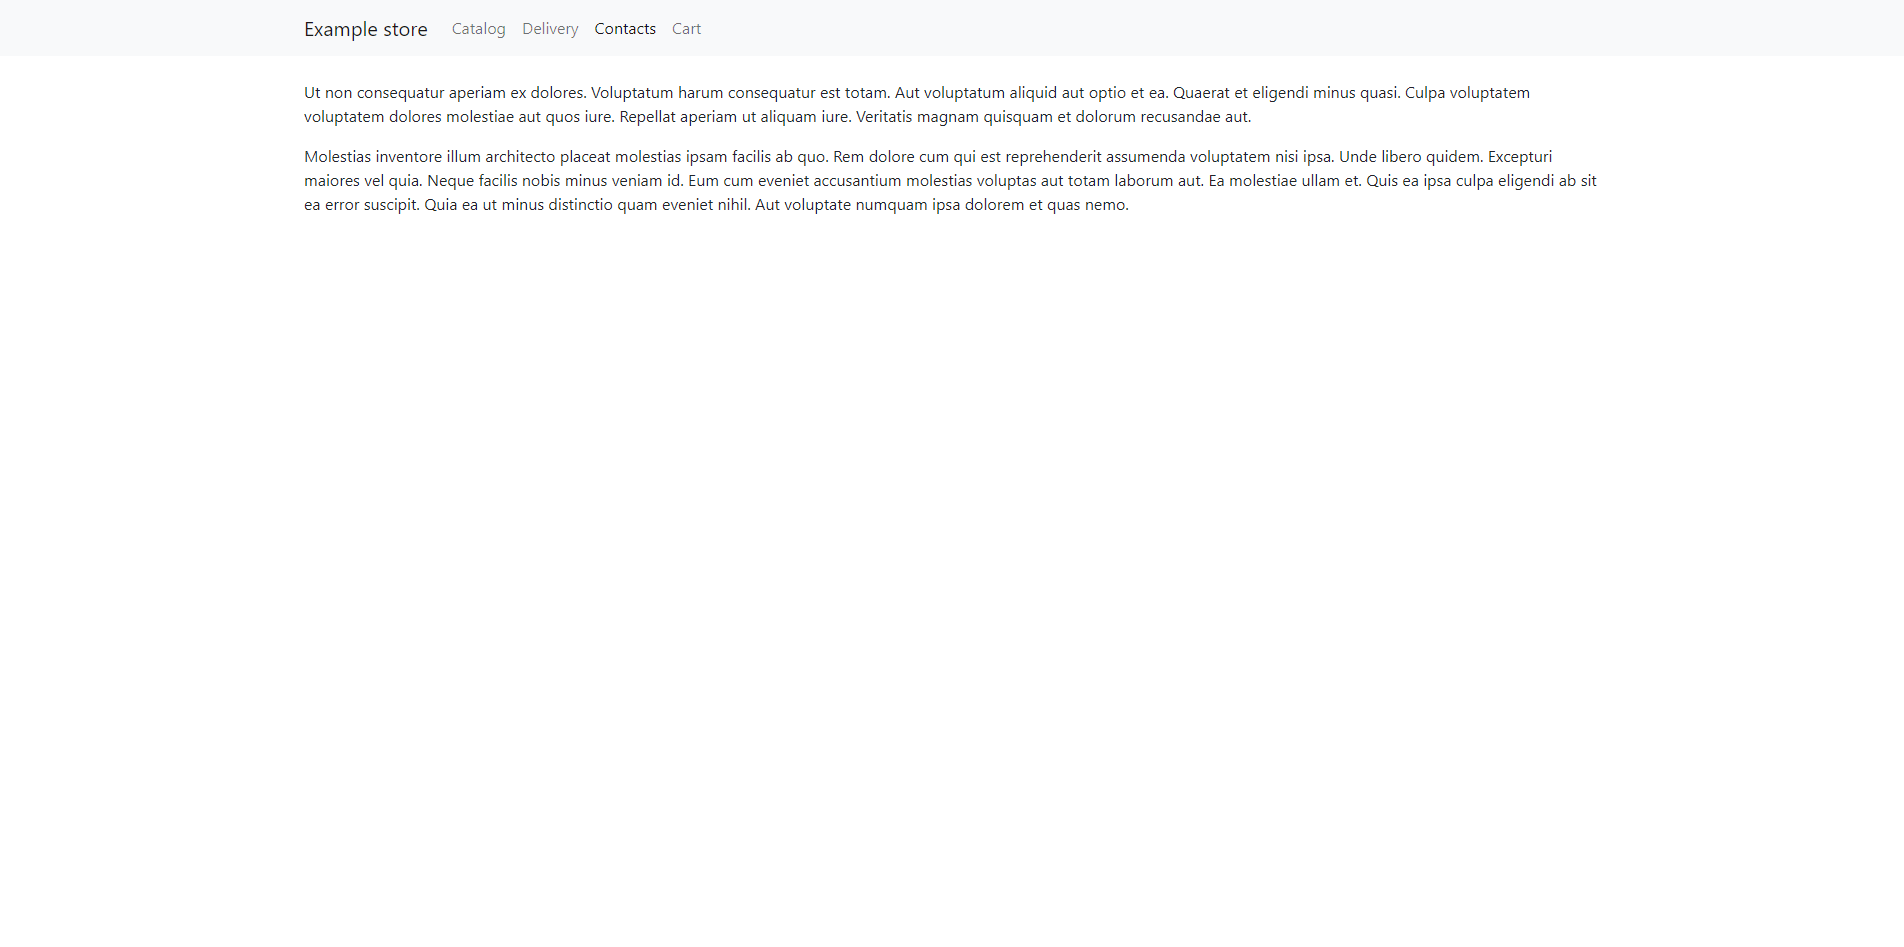 Example store Catalog Delivery Contacts Cart
Ut non consequatur aperiam ex dolores. Voluptatum harum consequatur est totam. Aut voluptatum aliquid aut optio et ea. Quaerat et eligendi minus quasi. Culpa voluptatem
voluptatem dolores molestiae aut quos iure. Repellat aperiam ut aliquam iure. Veritatis magnam quisquam et dolorum recusandae aut.
Molestias inventore illum architecto placeat molestias ipsam facilis ab quo. Rem dolore cum qui est reprehenderit assumenda voluptatem nisi ipsa. Unde libero quidem. Excepturi
maiores vel quia. Neque facilis nobis minus veniam id. Eum cum eveniet accusantium molestias voluptas aut totam laborum aut. Ea molestiae ullam et. Quis ea ipsa culpa eligendi ab sit
ea error suscipit. Quia ea ut minus distinctio quam eveniet nihil. Aut voluptate numquam ipsa dolorem et quas nemo.